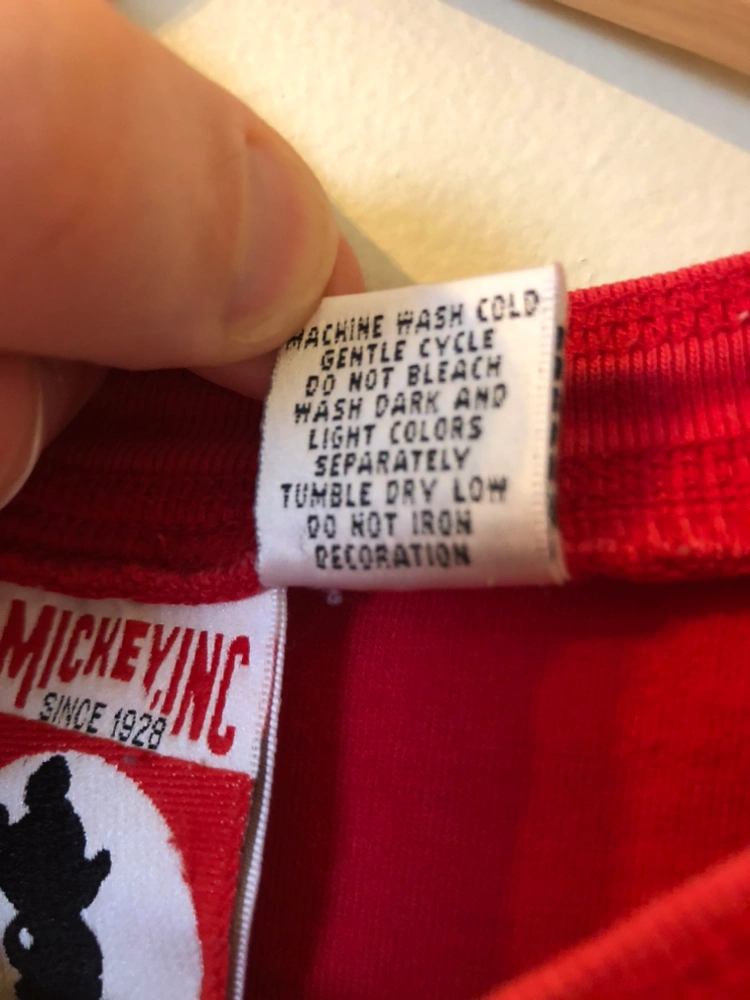 MACHINE WASH COLD
GENTLE CYCLE
DO NOT BLEACH
WASH DARK AND
LIGHT COLORS
SEPARATELY
TUMBLE DRY LOW
DO NOT IRON
DECORATION
MICKEY,INC
SINCE 1928